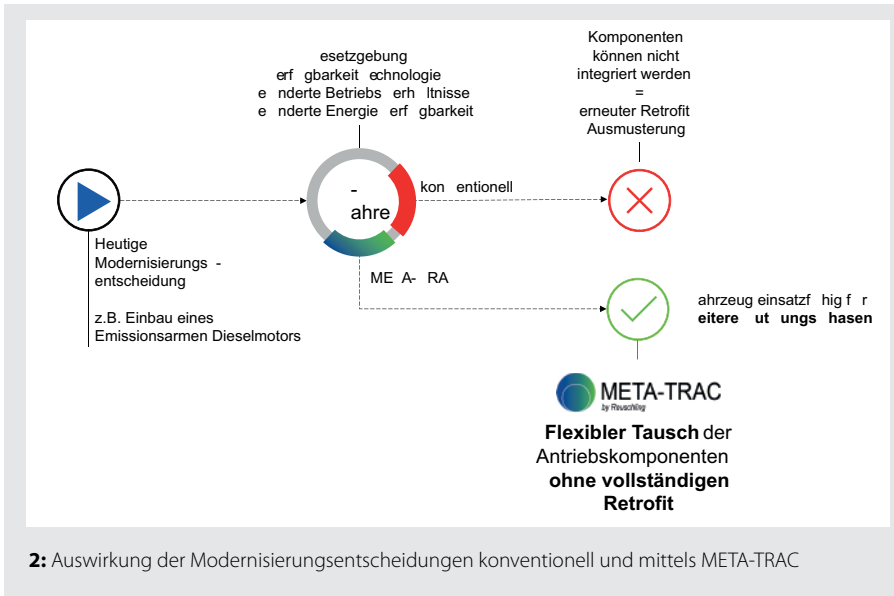 esetzgebung
erf gbarkeit echnologie
e nderte Betriebs erh ltnisse
e nderte Energie erf gbarkeit
Komponenten
können nicht
integriert werden
=
erneuter Retrofit
Ausmusterung
-
ahre
kon entionell
Heutige
Modernisierungs -
entscheidung
z.B. Einbau eines
Emissionsarmen Dieselmotors
ME A- RA
ahrzeug einsatzf hig f r
eitere ut ungs hasen
META-TRAC
by Reuschling
Flexibler Tausch der
Antriebskomponenten
ohne vollständigen
Retrofit
2: Auswirkung der Modernisierungsentscheidungen konventionell und mittels META-TRAC